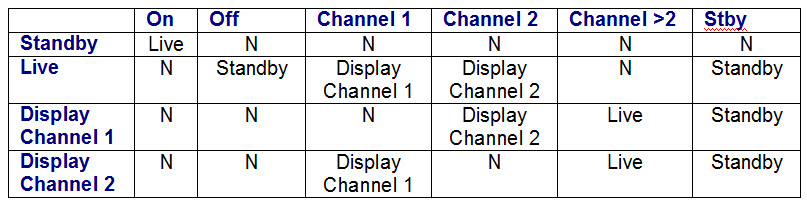 On Off Channel 1 Channel 2 Channel >2 Stby
Standby Live N N N N N
Live N Standby Display Display N Standby
Channel 1 Channel 2
Display N N N Display Live Standby
Channel 1 Channel 2
Display N N Display N Live Standby
Channel 2 Channel 1